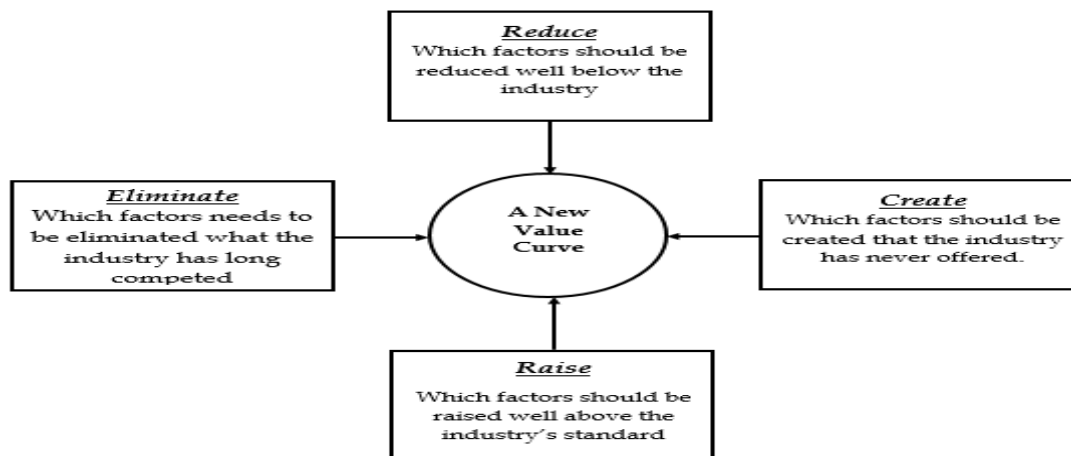 Reduce
Which factors should be
reduced well below the
industry
Eliminate
Which factors needs to
be eliminated what the
industry has long
competed
A New
Value
Curve
Create
Which factors should be
created that the industry
has never offered.
Raise
Which factors should be
raised well above the
industry’s standard